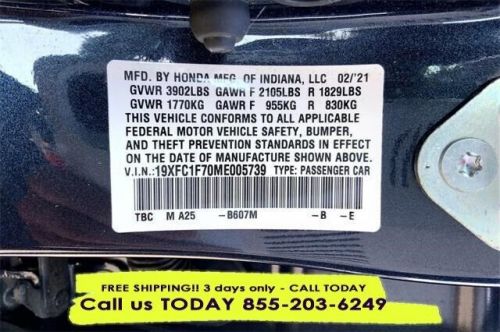 MFD. BY HONDA MFG. OF INDIANA, LLC 02/'21
GVWR 3902LBS GAWR F 2105LBS R 1829LBS
GVWR 1770KG GAWR F 955KG R 830KG
THIS VEHICLE CONFORMS TO ALL APPLICABLE
FEDERAL MOTOR VEHICLE SAFETY, BUMPER,
AND THEFT PREVENTION STANDARDS IN EFFECT
ON THE DATE OF MANUFACTURE SHOWN ABOVE.
V.I.N.:19XFC1F70ME005739 TYPE: PASSENGER CAR
TBC M A25 -B607M -B -E
FREE SHIPPING!! 3 days only - CALL TODAY
Call us TODAY 855-203-6249